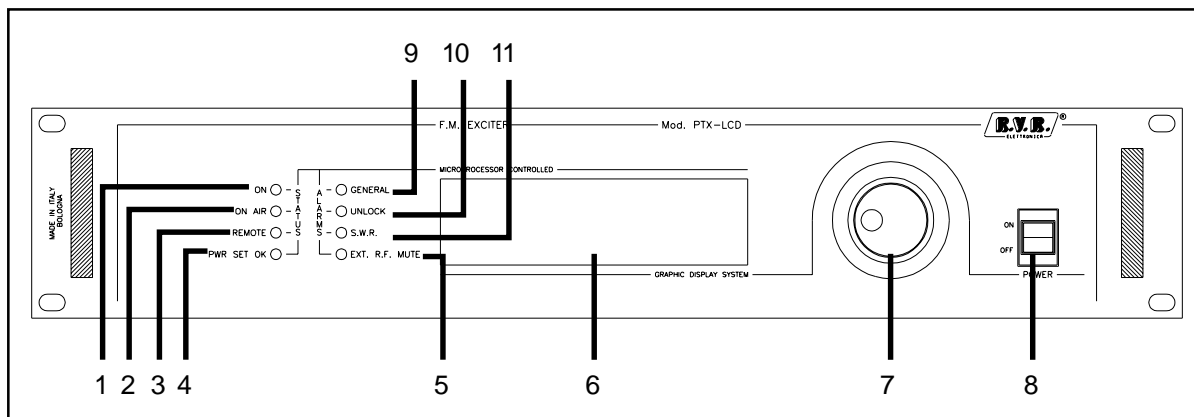 9 10 11
F.M. EXCITER Mod. PTX-LCD R.V.R.®
ELETTRONICA
MICROPROCESSOR CONTROLLED
MADE IN ITALY
BOLOGNA
STATUS
ALARMS
ON GENERAL
ON AIR UNLOCK
REMOTE S.W.R.
PWR SET OK EXT. R.F. MUTE
GRAPHIC DISPLAY SYSTEM
ON
OFF
POWER
1 2 3 4 5 6 7 8